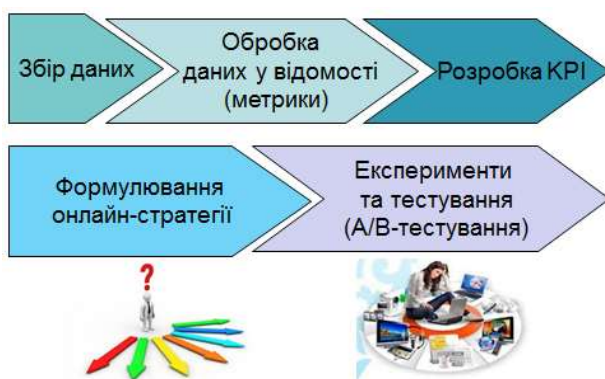 Збір даних
Обробка
даних у відомості
(метрики)
Розробка KPI
Формулювання
онлайн-стратегії
Експерименти
та тестування
(А/В-тестування)
?